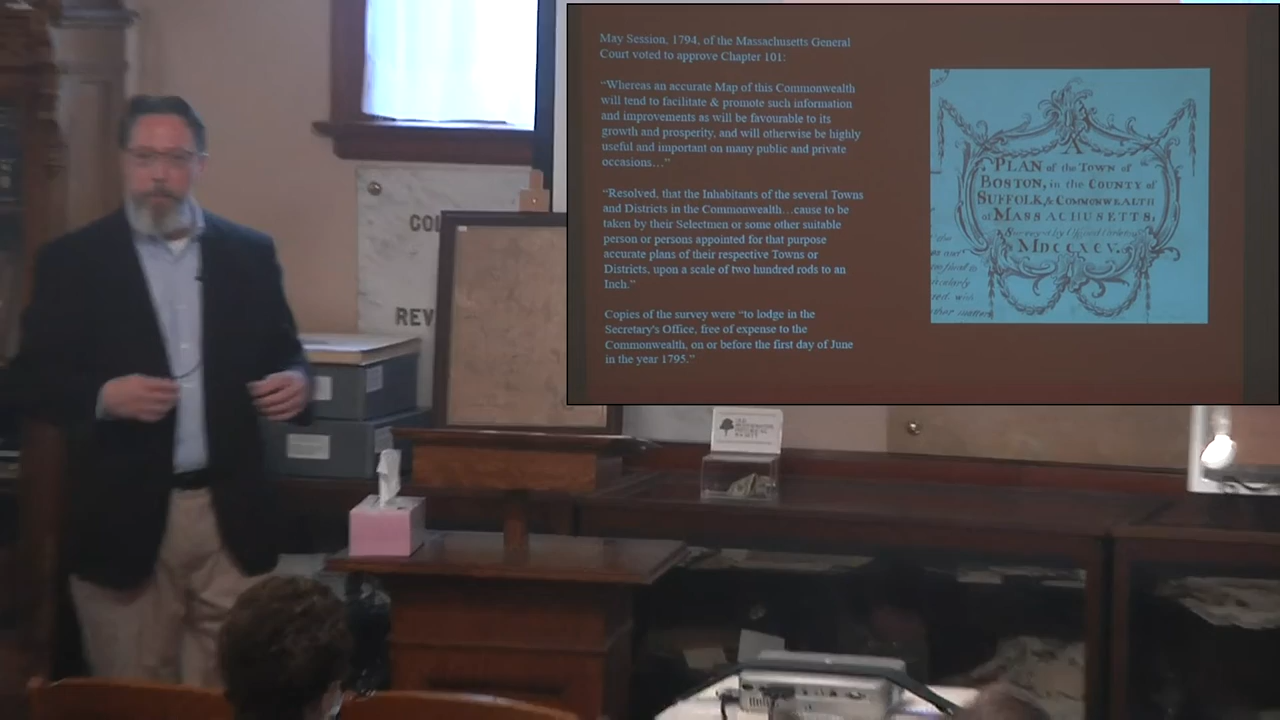 May Session, 1794, of the Massachusetts General
Court voted to approve Chapter 101:
“Whereas an accurate Map of this Commonwealth
will tend to facilitate & promote such information
and improvements as will be favourable to its
growth and prosperity, and will otherwise be highly
useful and important on many public and private
occasions…”
“Resolved, that the Inhabitants of the several Towns
and Districts in the Commonwealth…cause to be
taken by their Selectmen or some other suitable
person or persons appointed for that purpose
accurate plans of their respective Towns or
Districts, upon a scale of two hundred rods to an
Inch.”
Copies of the survey were “to lodge in the
Secretary's Office, free of expense to the
Commonwealth, on or before the first day of June
in the year 1795.”
PLAN of the TOWN of
BOSTON, in the COUNTY of
SUFFOLK, & COMMONWEALTH
of MASSACHUSETTS;
MDCCXCV.
COL
REV